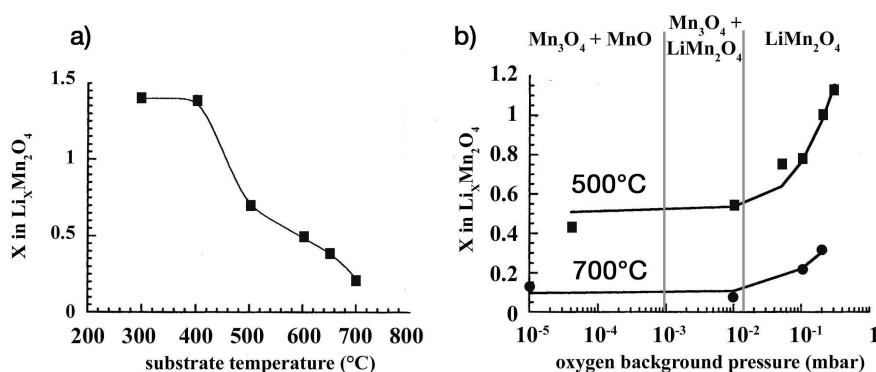 a)
1.5
1
0.5
0
200 300 400 500 600 700 800
substrate temperature (°C)
X in LiXMn2O4
b)
Mn3O4 + MnO
Mn3O4 +
LiMn2O4
LiMn2O4
1.2
1
0.8
0.6
0.4
0.2
0
500°C
700°C
10-5 10-4 10-3 10-2 10-1 1
oxygen background pressure (mbar)
X in LiXMn2O4